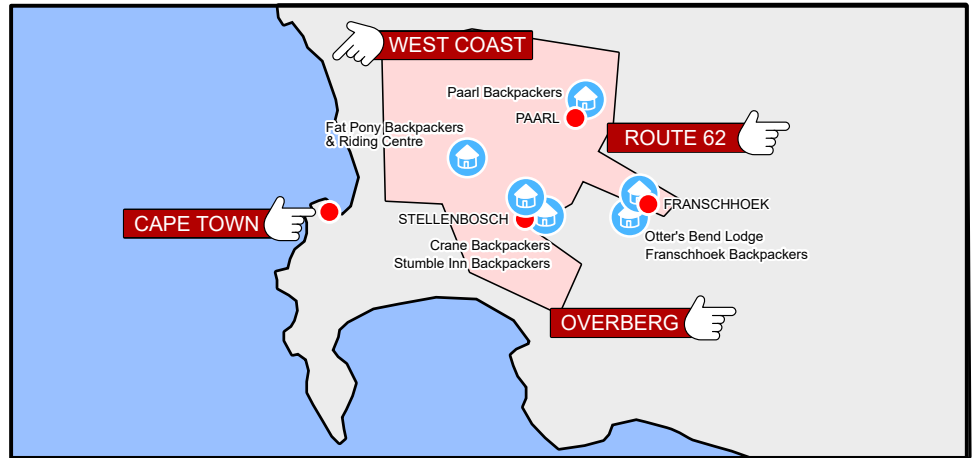 WEST COAST
Paarl Backpackers
PAARL
Fat Pony Backpackers
& Riding Centre
ROUTE 62
CAPE TOWN
STELLENBOSCH
FRANSCHHOEK
Crane Backpackers
Stumble Inn Backpackers
Otter's Bend Lodge
Franschhoek Backpackers
OVERBERG